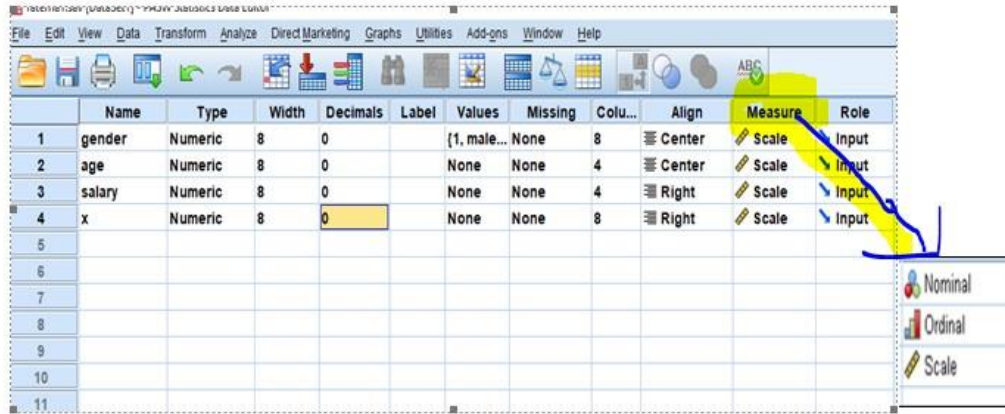 File Edit View Data Transform Analyze Direct Marketing Graphs Utilities Add-ons Window Help
ABC
Name Type Width Decimals Label Values Missing Colu... Align Measure Role
1 gender Numeric 8 0 {1, male... None 8 Center Scale Input
2 age Numeric 8 0 None None 4 Center Scale Input
3 salary Numeric 8 0 None None 4 Right Scale Input
4 x Numeric 8 0 None None 8 Right Scale Input
5
6
7
8
9
10
11
Nominal
Ordinal
Scale